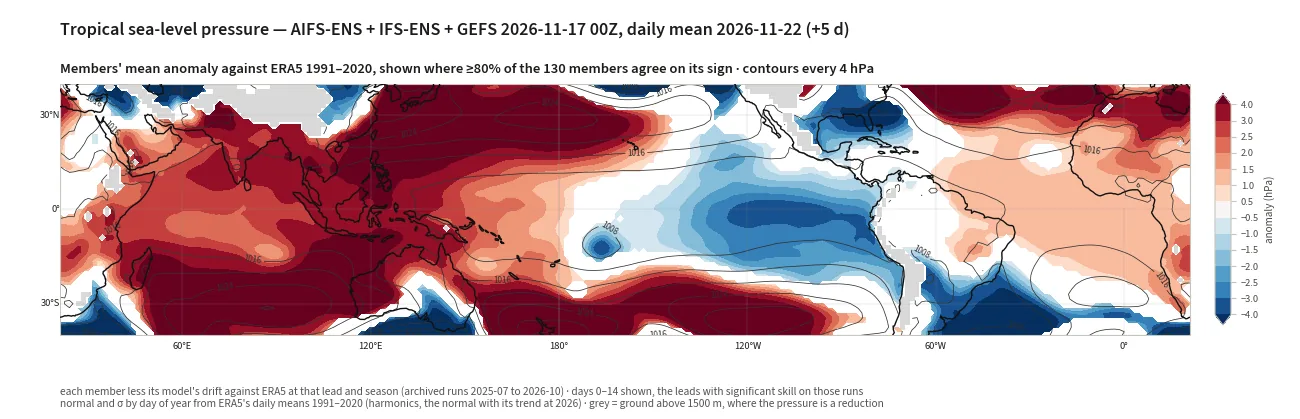 Tropical sea-level pressure — AIFS-ENS + IFS-ENS + GEFS 2026-11-17 00Z, daily mean 2026-11-22 (+5 d)
Members' mean anomaly against ERA5 1991–2020, shown where ≥80% of the 130 members agree on its sign · contours every 4 hPa
30°N
0°
30°S
60°E
120°E
180°
120°W
60°W
0°
1016
1016
1016
1016
1016
1008
1008
1016
1016
1016
1016
4.0
3.0
2.5
2.0
1.5
1.0
0.5
−0.5
−1.0
−1.5
−2.0
−2.5
−3.0
−4.0
anomaly (hPa)
each member less its model's drift against ERA5 at that lead and season (archived runs 2025-07 to 2026-10) · days 0–14 shown, the leads with significant skill on those runs
normal and σ by day of year from ERA5's daily means 1991–2020 (harmonics, the normal with its trend at 2026) · grey = ground above 1500 m, where the pressure is a reduction